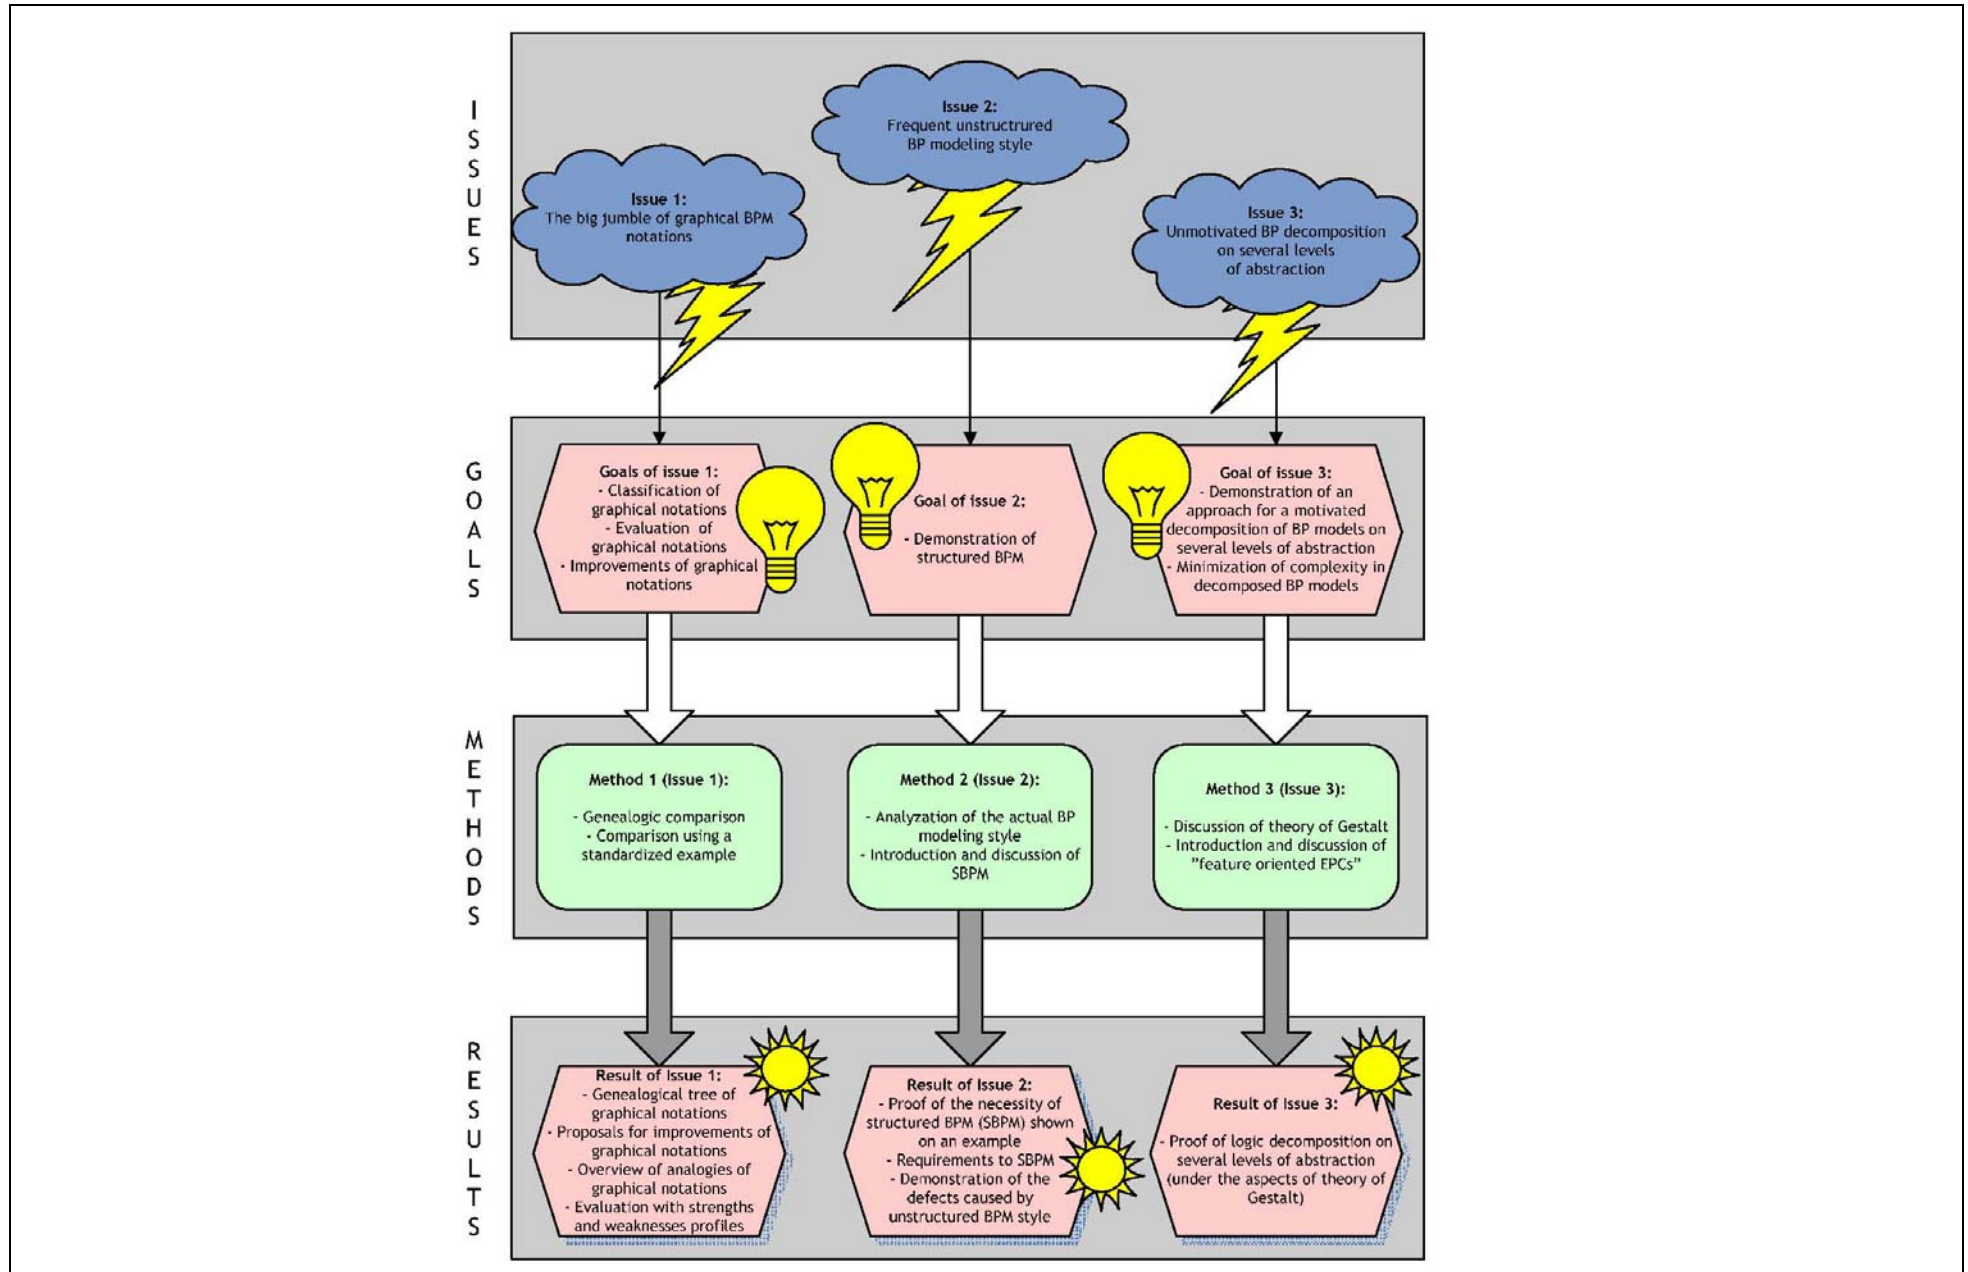 ISSUES
Issue 1:
The big jumble of graphical BPM
notations
Issue 2:
Frequent unstructrured
BP modeling style
Issue 3:
Unmotivated BP decomposition
on several levels
of abstraction
GOALS
Goals of issue 1:
- Classification of
graphical notations
- Evaluation of
graphical notations
- Improvements of graphical
notations
Goal of issue 2:
- Demonstration of
structured BPM
Goal of issue 3:
- Demonstration of an
approach for a motivated
decomposition of BP models on
several levels of abstraction
- Minimization of complexity in
decomposed BP models
METHODS
Method 1 (Issue 1):
- Genealogic comparison
- Comparison using a
standardized example
Method 2 (Issue 2):
- Analyzation of the actual BP
modeling style
- Introduction and discussion of
SBPM
Method 3 (Issue 3):
- Discussion of theory of Gestalt
- Introduction and discussion of
"feature oriented EPCs"
RESULTS
Result of Issue 1:
- Genealogical tree of
graphical notations
- Proposals for improvements of
graphical notations
- Overview of analogies of
graphical notations
- Evaluation with strengths
and weaknesses profiles
Result of Issue 2:
- Proof of the necessity of
structured BPM (SBPM) shown
on an example
- Requirements to SBPM
- Demonstration of the
defects caused by
unstructured BPM style
Result of Issue 3:
- Proof of logic decomposition on
several levels of abstraction
(under the aspects of theory of
Gestalt)